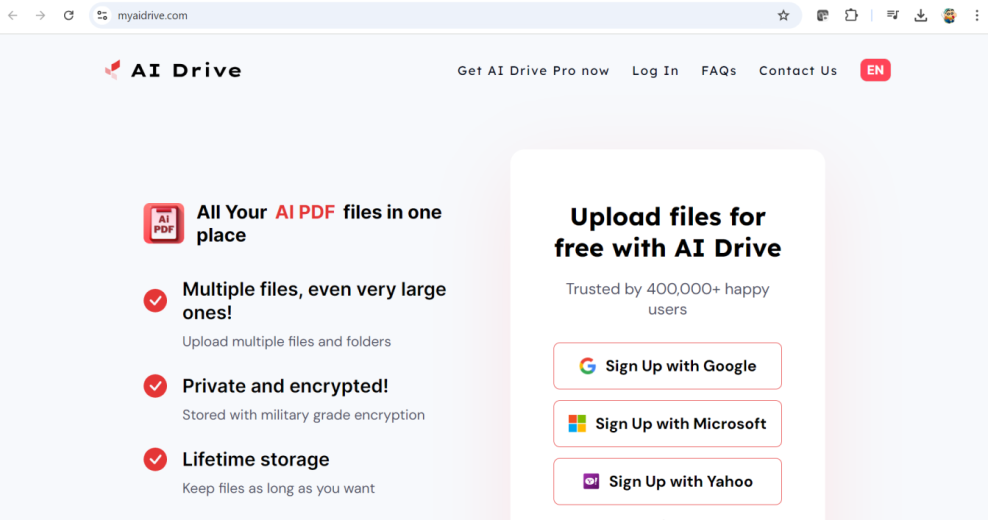 myaidrive.com
AI Drive
Get AI Drive Pro now
Log In
FAQs
Contact Us
EN
AI
PDF
All Your AI PDF files in one
place
Multiple files, even very large
ones!
Upload multiple files and folders
Private and encrypted!
Stored with military grade encryption
Lifetime storage
Keep files as long as you want
Upload files for
free with AI Drive
Trusted by 400,000+ happy
users
Sign Up with Google
Sign Up with Microsoft
Sign Up with Yahoo